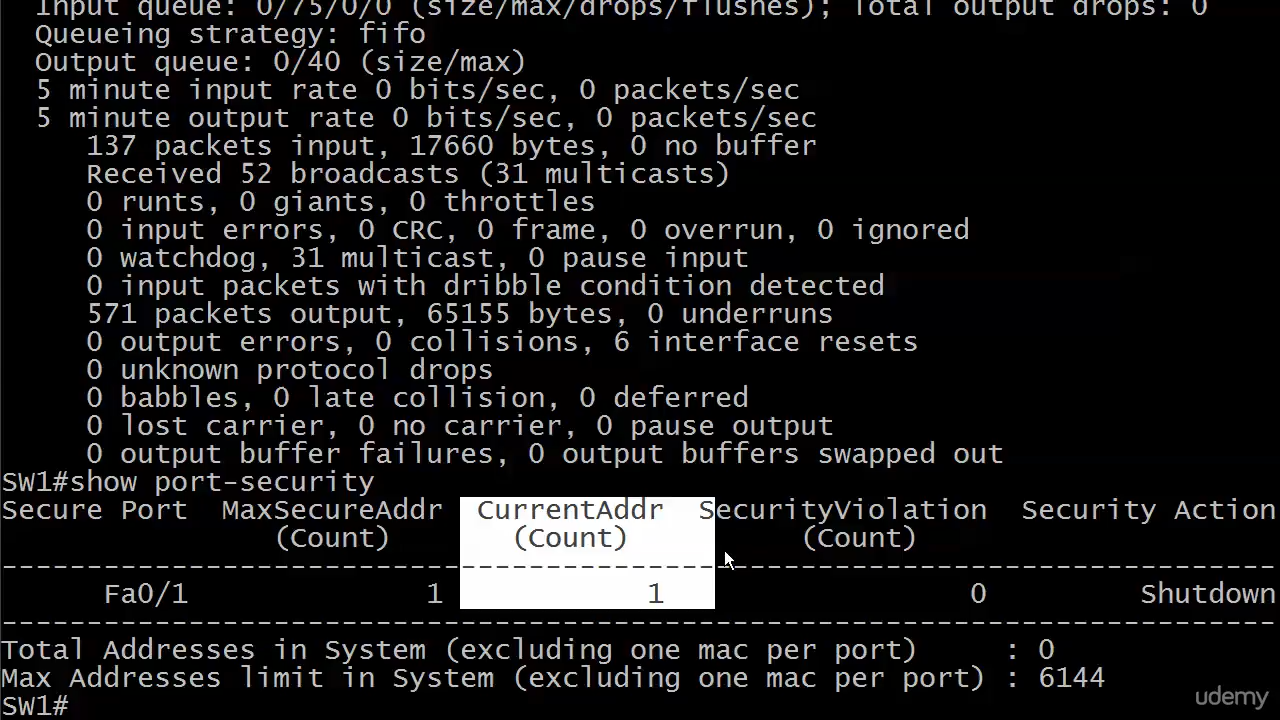 Input queue: 0/75/0/0 (size/max/drops/flushes); Total output drops: 0
Queueing strategy: fifo
Output queue: 0/40 (size/max)
5 minute input rate 0 bits/sec, 0 packets/sec
5 minute output rate 0 bits/sec, 0 packets/sec
137 packets input, 17660 bytes, 0 no buffer
Received 52 broadcasts (31 multicasts)
0 runts, 0 giants, 0 throttles
0 input errors, 0 CRC, 0 frame, 0 overrun, 0 ignored
0 watchdog, 31 multicast, 0 pause input
0 input packets with dribble condition detected
571 packets output, 65155 bytes, 0 underruns
0 output errors, 0 collisions, 6 interface resets
0 unknown protocol drops
0 babbles, 0 late collision, 0 deferred
0 lost carrier, 0 no carrier, 0 pause output
0 output buffer failures, 0 output buffers swapped out
SW1#show port-security
Secure Port MaxSecureAddr CurrentAddr SecurityViolation Security Action
(Count) (Count) (Count)
---------------------------------------------------------------------------
Fa0/1 1 1 0 Shutdown
---------------------------------------------------------------------------
Total Addresses in System (excluding one mac per port) : 0
Max Addresses limit in System (excluding one mac per port) : 6144
SW1#
udemy